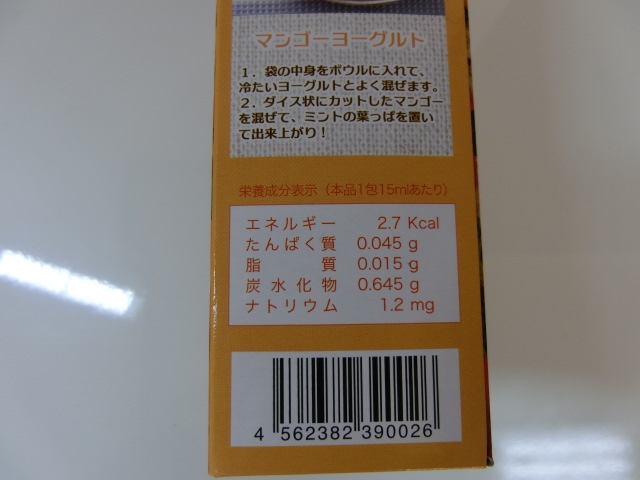 マンゴーヨーグルト
1．袋の中身をボウルに入れて、
冷たいヨーグルトとよく混ぜます。
2．ダイス状にカットしたマンゴー
を混ぜて、ミントの葉っぱを置い
て出来上がり！
栄養成分表示（本品1包15mlあたり）
エネルギー 2.7 Kcal
たんぱく質 0.045 g
脂質 0.015 g
炭水化物 0.645 g
ナトリウム 1.2 mg
4 562382 390026